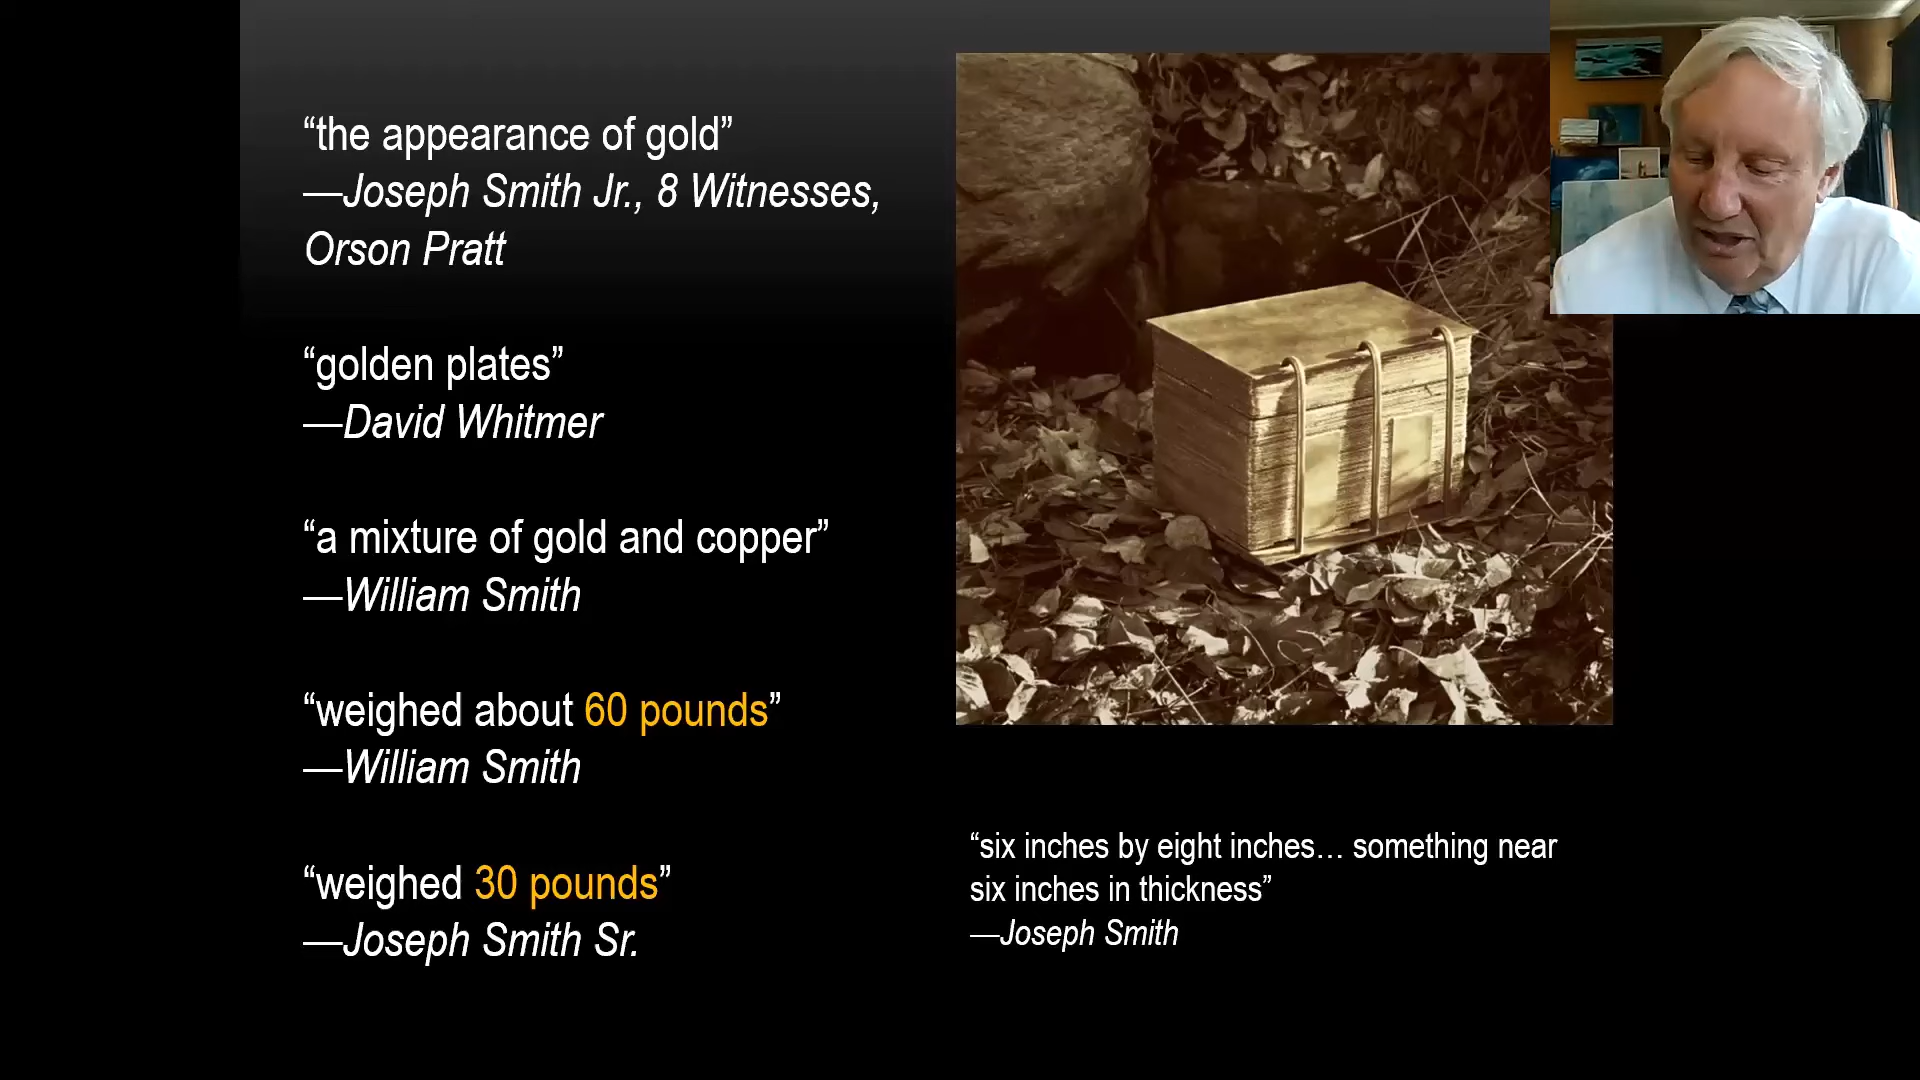 “the appearance of gold”
—Joseph Smith Jr., 8 Witnesses,
Orson Pratt
“golden plates”
—David Whitmer
“a mixture of gold and copper”
—William Smith
“weighed about 60 pounds”
—William Smith
“weighed 30 pounds”
—Joseph Smith Sr.
“six inches by eight inches… something near
six inches in thickness”
—Joseph Smith